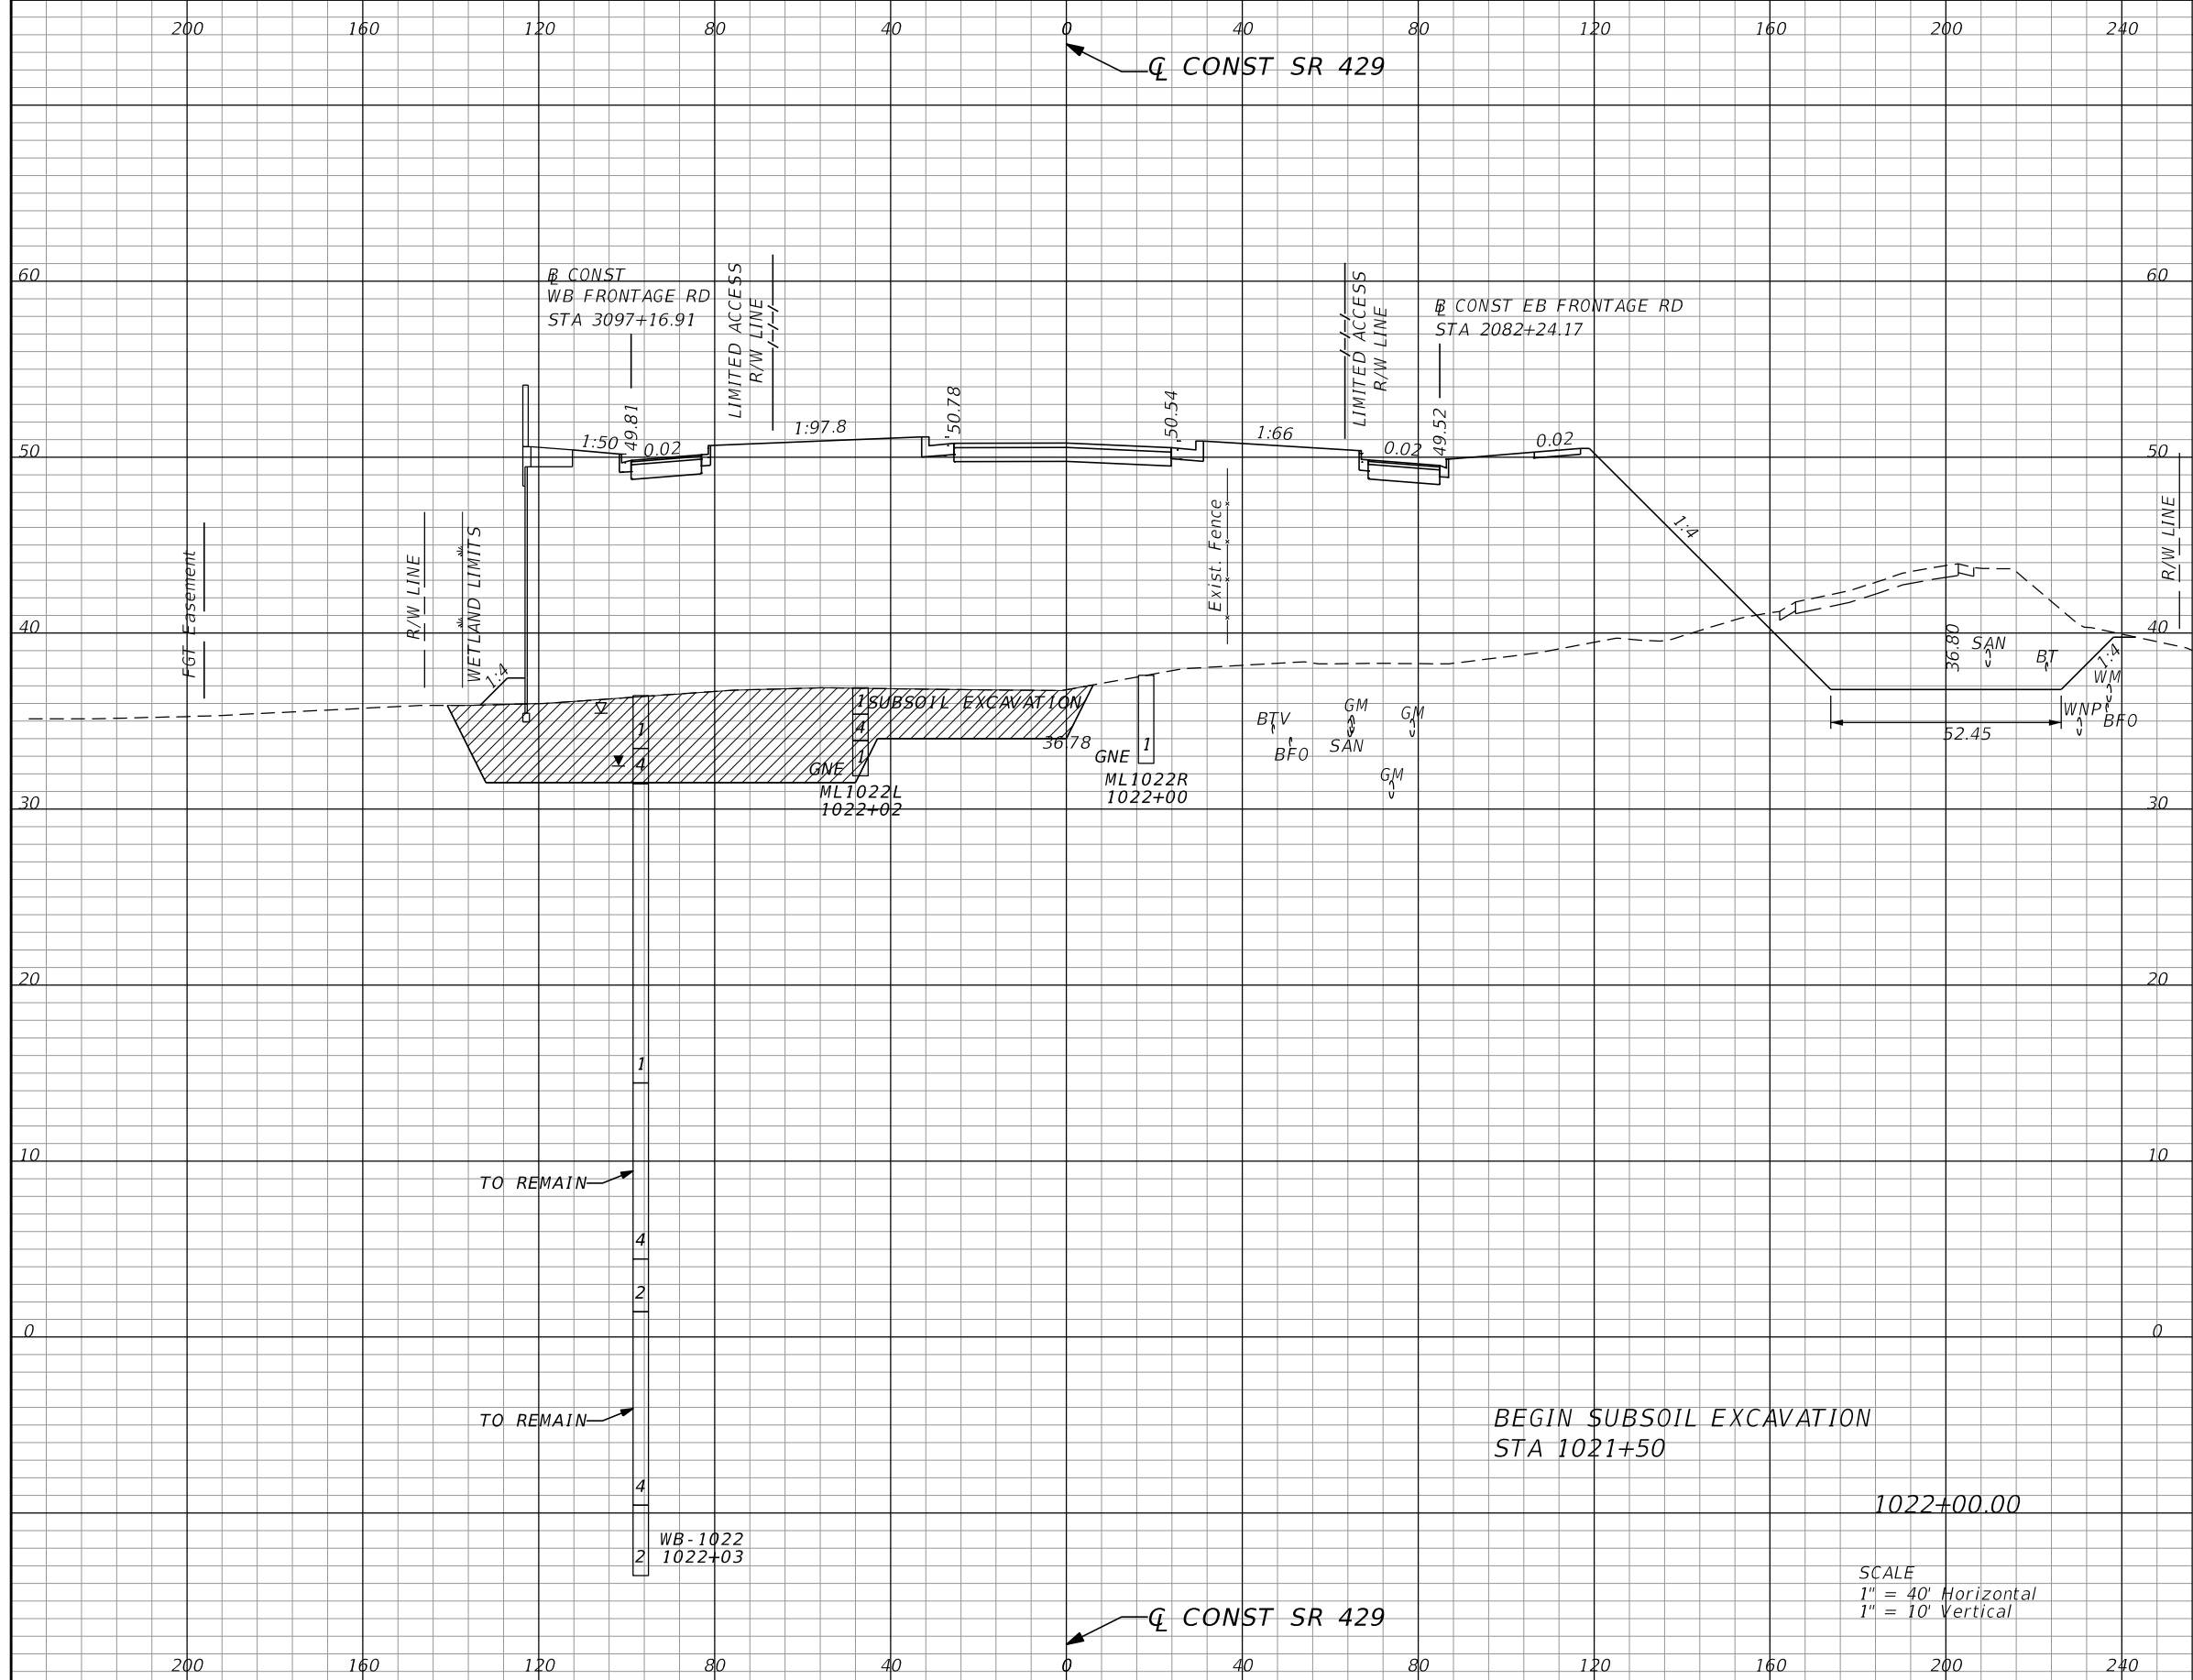 200 160 120 80 40 0 40 80 120 160 200 240
℄ CONST SR 429
60 60
B̲L CONST
WB FRONTAGE RD
STA 3097+16.91
LIMITED ACCESS
R/W LINE
LIMITED ACCESS
R/W LINE
BL CONST EB FRONTAGE RD
STA 2082+24.17
50 50
1:50
49.81
0.02
1:97.8
50.78
50.54
1:66
0.02
49.52
0.02
1:4
R/W LINE
FGT Easement
R/W LINE
WETLAND LIMITS
1:4
Exist. Fence
40 40
36.80
SAN
BT
1:4
WM
WNP
BFO
52.45
1
4
1
4
1
SUBSOIL EXCAVATION
36.78
GNE
ML1022L
1022+02
GNE
1
ML1022R
1022+00
BTV
BFO
GM
SAN
GM
GM
30 30
20 20
1
10 10
TO REMAIN
4
2
0 0
TO REMAIN
4
2
WB-1022
1022+03
BEGIN SUBSOIL EXCAVATION
STA 1021+50
1022+00.00
SCALE
1" = 40' Horizontal
1" = 10' Vertical
℄ CONST SR 429
200 160 120 80 40 0 40 80 120 160 200 240